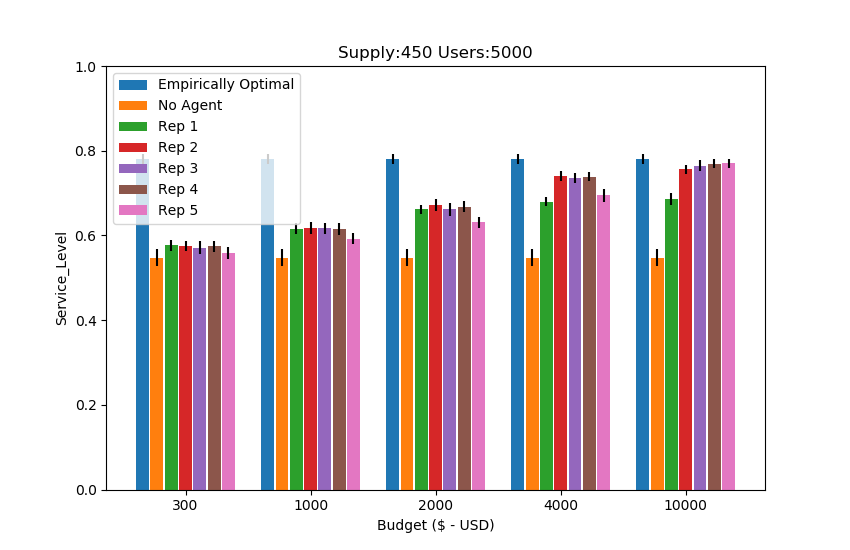 Supply:450 Users:5000
1.0
0.8
0.6
0.4
0.2
0.0
Service_Level
Empirically Optimal
No Agent
Rep 1
Rep 2
Rep 3
Rep 4
Rep 5
300 1000 2000 4000 10000
Budget ($ - USD)